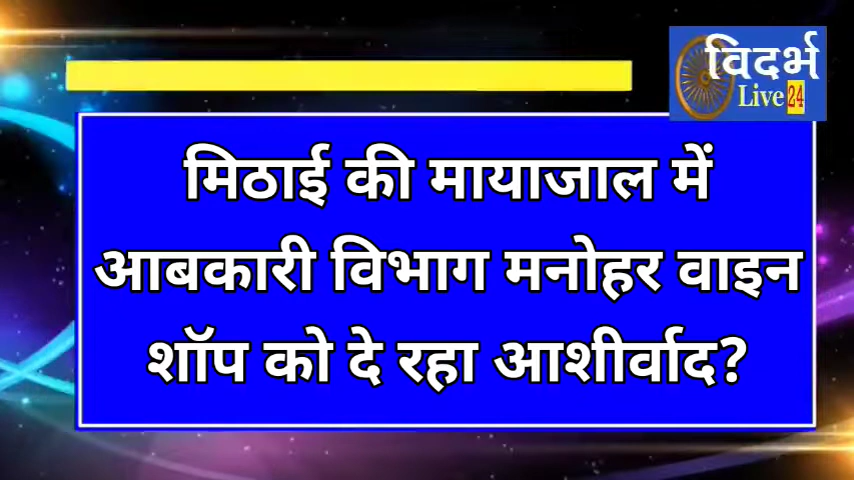 विदर्भ
Live 24
मिठाई की मायाजाल में
आबकारी विभाग मनोहर वाइन
शॉप को दे रहा आशीर्वाद?